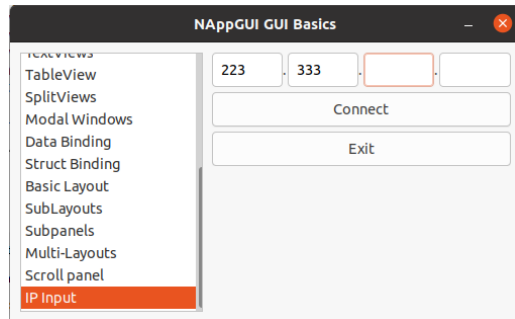 NAppGUI GUI Basics
TextViews
TableView
SplitViews
Modal Windows
Data Binding
Struct Binding
Basic Layout
SubLayouts
Subpanels
Multi-Layouts
Scroll panel
IP Input
223 . 333 . .
Connect
Exit